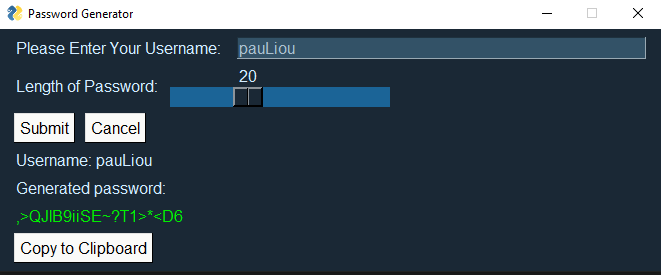 Password Generator
Please Enter Your Username: pauLiou
20
Length of Password:
Submit Cancel
Username: pauLiou
Generated password:
,>QJlB9iiSE~?T1>*<D6
Copy to Clipboard